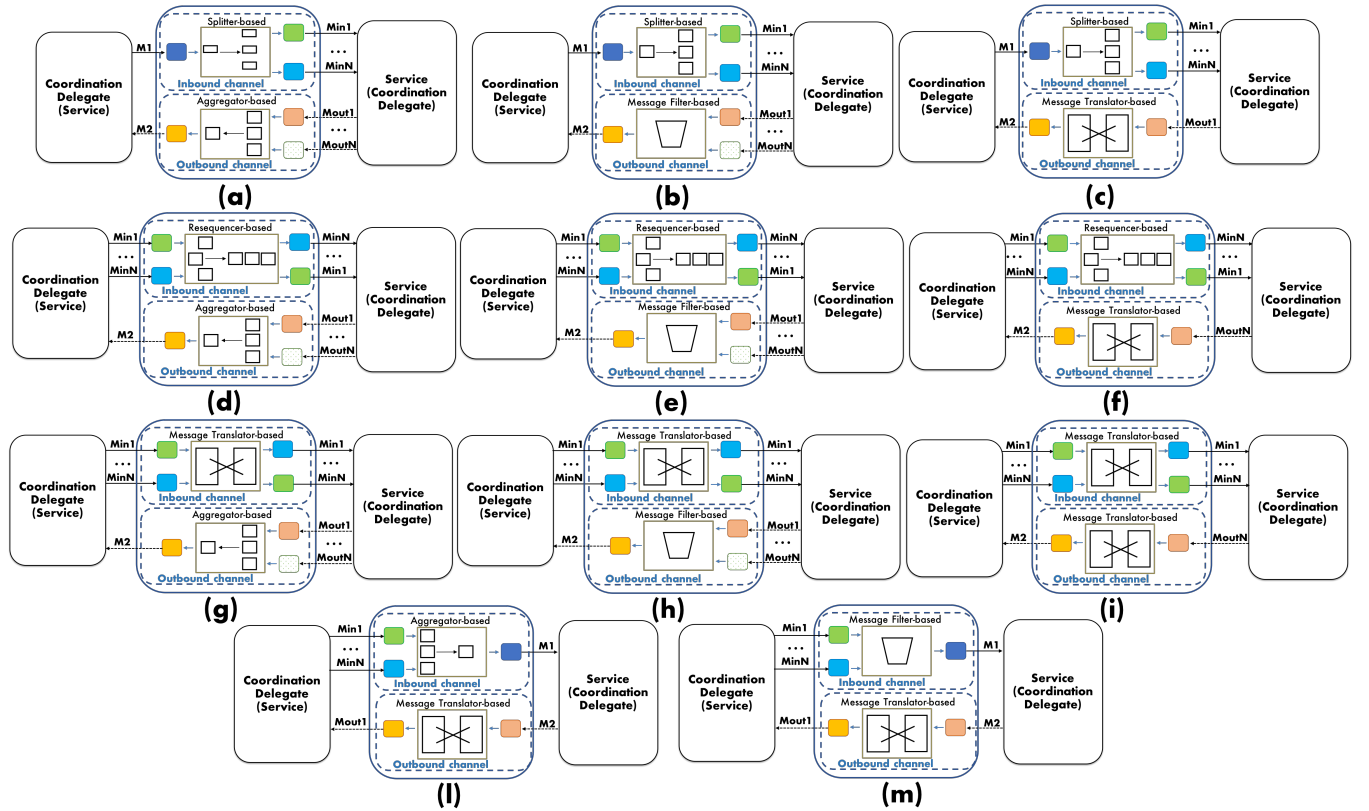 Coordination
Delegate
(Service)
M1
M2
Splitter-based
Inbound channel
Aggregator-based
Outbound channel
Min1
...
MinN
Mout1
...
MoutN
Service
(Coordination
Delegate)
(a)
Coordination
Delegate
(Service)
M1
M2
Splitter-based
Inbound channel
Message Filter-based
Outbound channel
Min1
...
MinN
Mout1
...
MoutN
Service
(Coordination
Delegate)
(b)
Coordination
Delegate
(Service)
M1
M2
Splitter-based
Inbound channel
Message Translator-based
Outbound channel
Min1
...
MinN
Mout1
Service
(Coordination
Delegate)
(c)
Coordination
Delegate
(Service)
Min1
...
MinN
M2
Resequencer-based
Inbound channel
Aggregator-based
Outbound channel
MinN
...
Min1
Mout1
...
MoutN
Service
(Coordination
Delegate)
(d)
Coordination
Delegate
(Service)
Min1
...
MinN
M2
Resequencer-based
Inbound channel
Message Filter-based
Outbound channel
MinN
...
Min1
Mout1
...
MoutN
Service
(Coordination
Delegate)
(e)
Coordination
Delegate
(Service)
Min1
...
MinN
M2
Resequencer-based
Inbound channel
Message Translator-based
Outbound channel
MinN
...
Min1
MoutN
Service
(Coordination
Delegate)
(f)
Coordination
Delegate
(Service)
Min1
...
MinN
M2
Message Translator-based
Inbound channel
Aggregator-based
Outbound channel
Min1
...
MinN
Mout1
...
MoutN
Service
(Coordination
Delegate)
(g)
Coordination
Delegate
(Service)
Min1
...
MinN
M2
Message Translator-based
Inbound channel
Message Filter-based
Outbound channel
Min1
...
MinN
Mout1
...
MoutN
Service
(Coordination
Delegate)
(h)
Coordination
Delegate
(Service)
Min1
...
MinN
M2
Message Translator-based
Inbound channel
Message Translator-based
Outbound channel
Min1
...
MinN
MoutN
Service
(Coordination
Delegate)
(i)
Coordination
Delegate
(Service)
Min1
...
MinN
Mout1
Aggregator-based
Inbound channel
Message Translator-based
Outbound channel
M1
M2
Service
(Coordination
Delegate)
(l)
Coordination
Delegate
(Service)
Min1
...
MinN
Mout1
Message Filter-based
Inbound channel
Message Translator-based
Outbound channel
M1
M2
Service
(Coordination
Delegate)
(m)